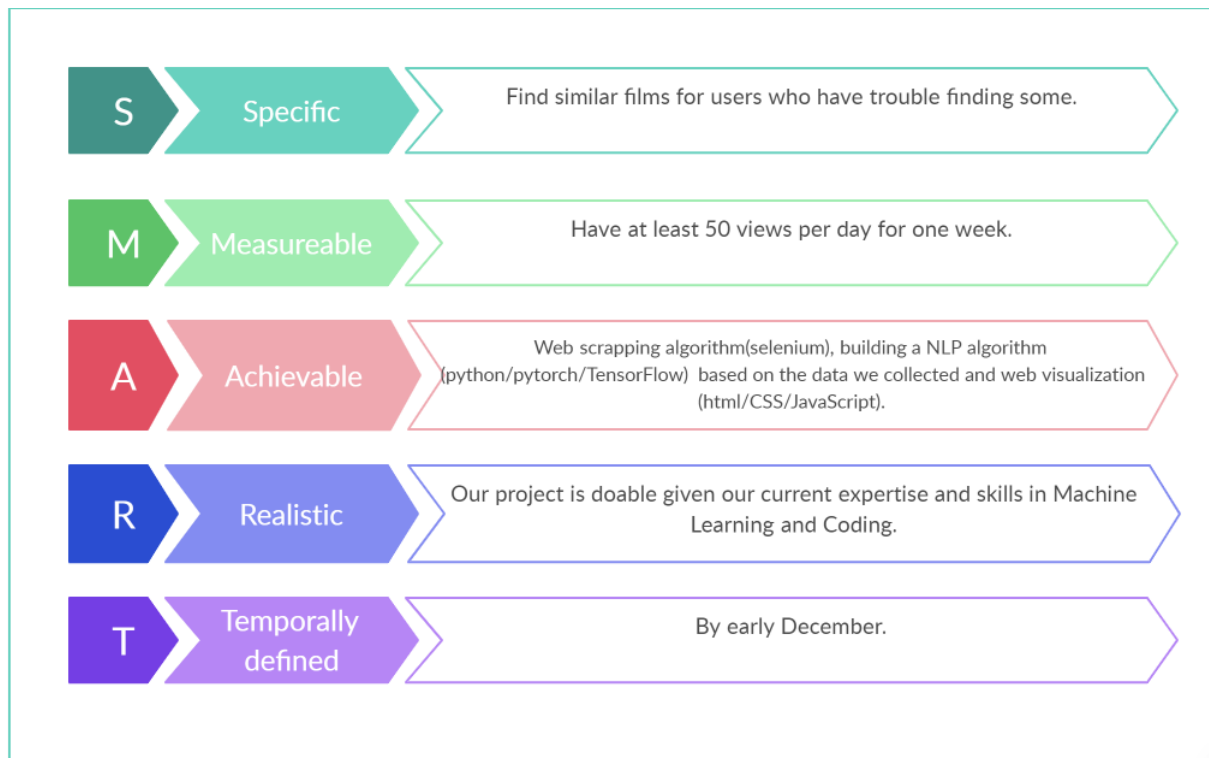 S
Specific
Find similar films for users who have trouble finding some.
M
Measureable
Have at least 50 views per day for one week.
A
Achievable
Web scrapping algorithm(selenium), building a NLP algorithm
(python/pytorch/TensorFlow) based on the data we collected and web visualization
(html/CSS/JavaScript).
R
Realistic
Our project is doable given our current expertise and skills in Machine
Learning and Coding.
T
Temporally
defined
By early December.